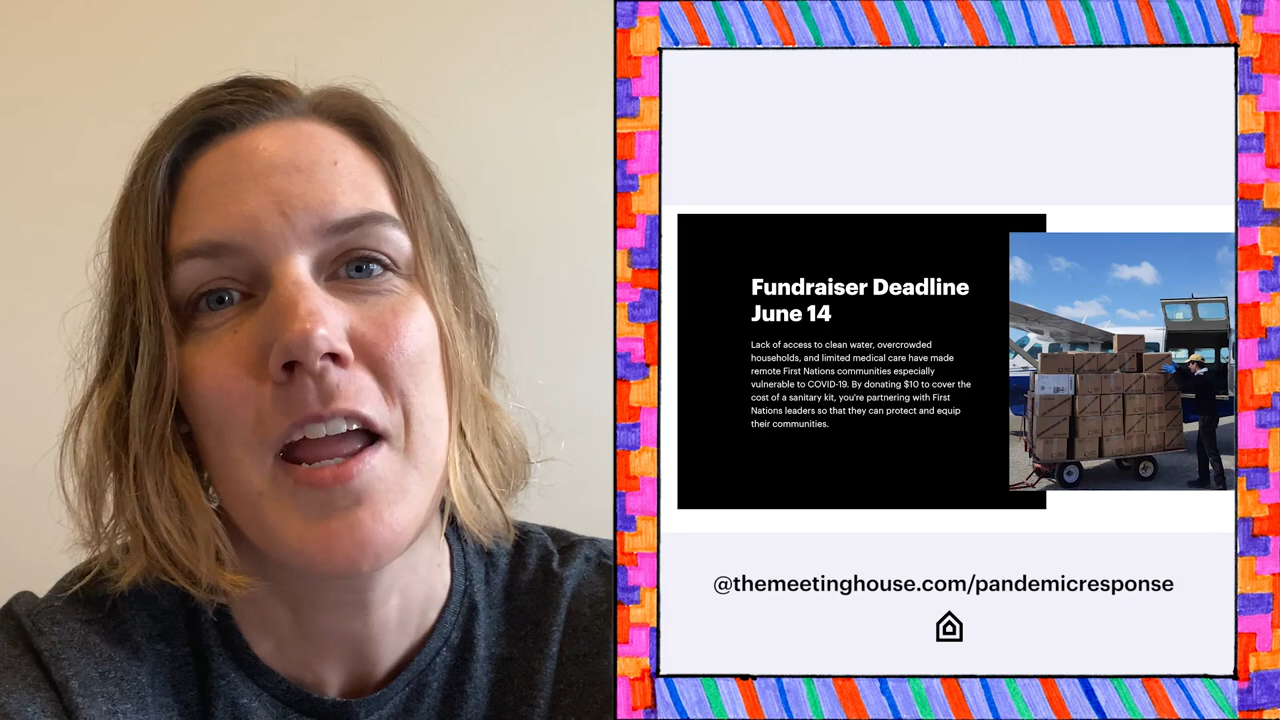 Fundraiser Deadline
June 14
Lack of access to clean water, overcrowded
households, and limited medical care have made
remote First Nations communities especially
vulnerable to COVID-19. By donating $10 to cover the
cost of a sanitary kit, you're partnering with First
Nations leaders so that they can protect and equip
their communities.
@themeetinghouse.com/pandemicresponse